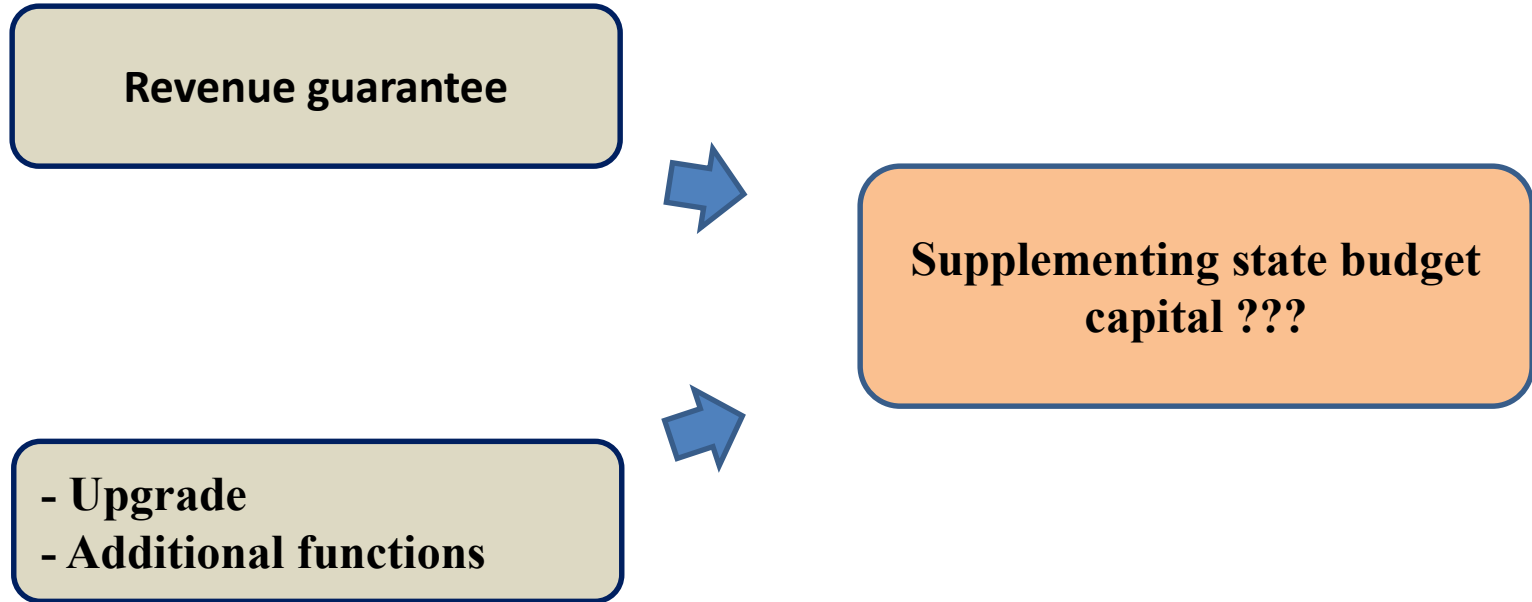 Revenue guarantee
Supplementing state budget
capital ???
- Upgrade
- Additional functions